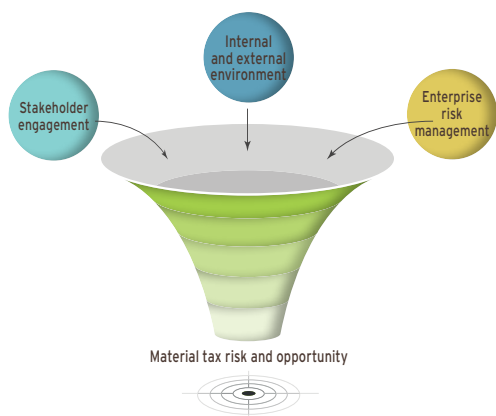 Internal
and external
environment
Stakeholder
engagement
Enterprise
risk
management
Material tax risk and opportunity